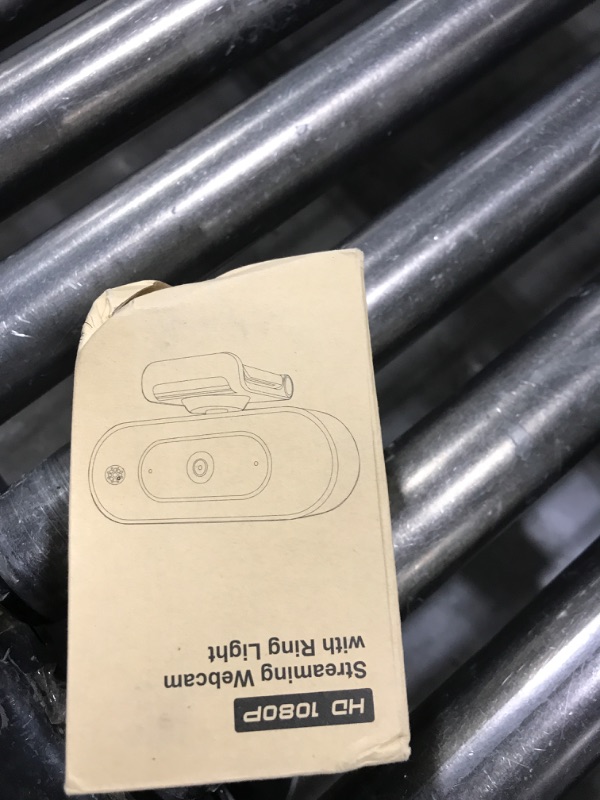 HD 1080P
Streaming Webcam
with Ring Light